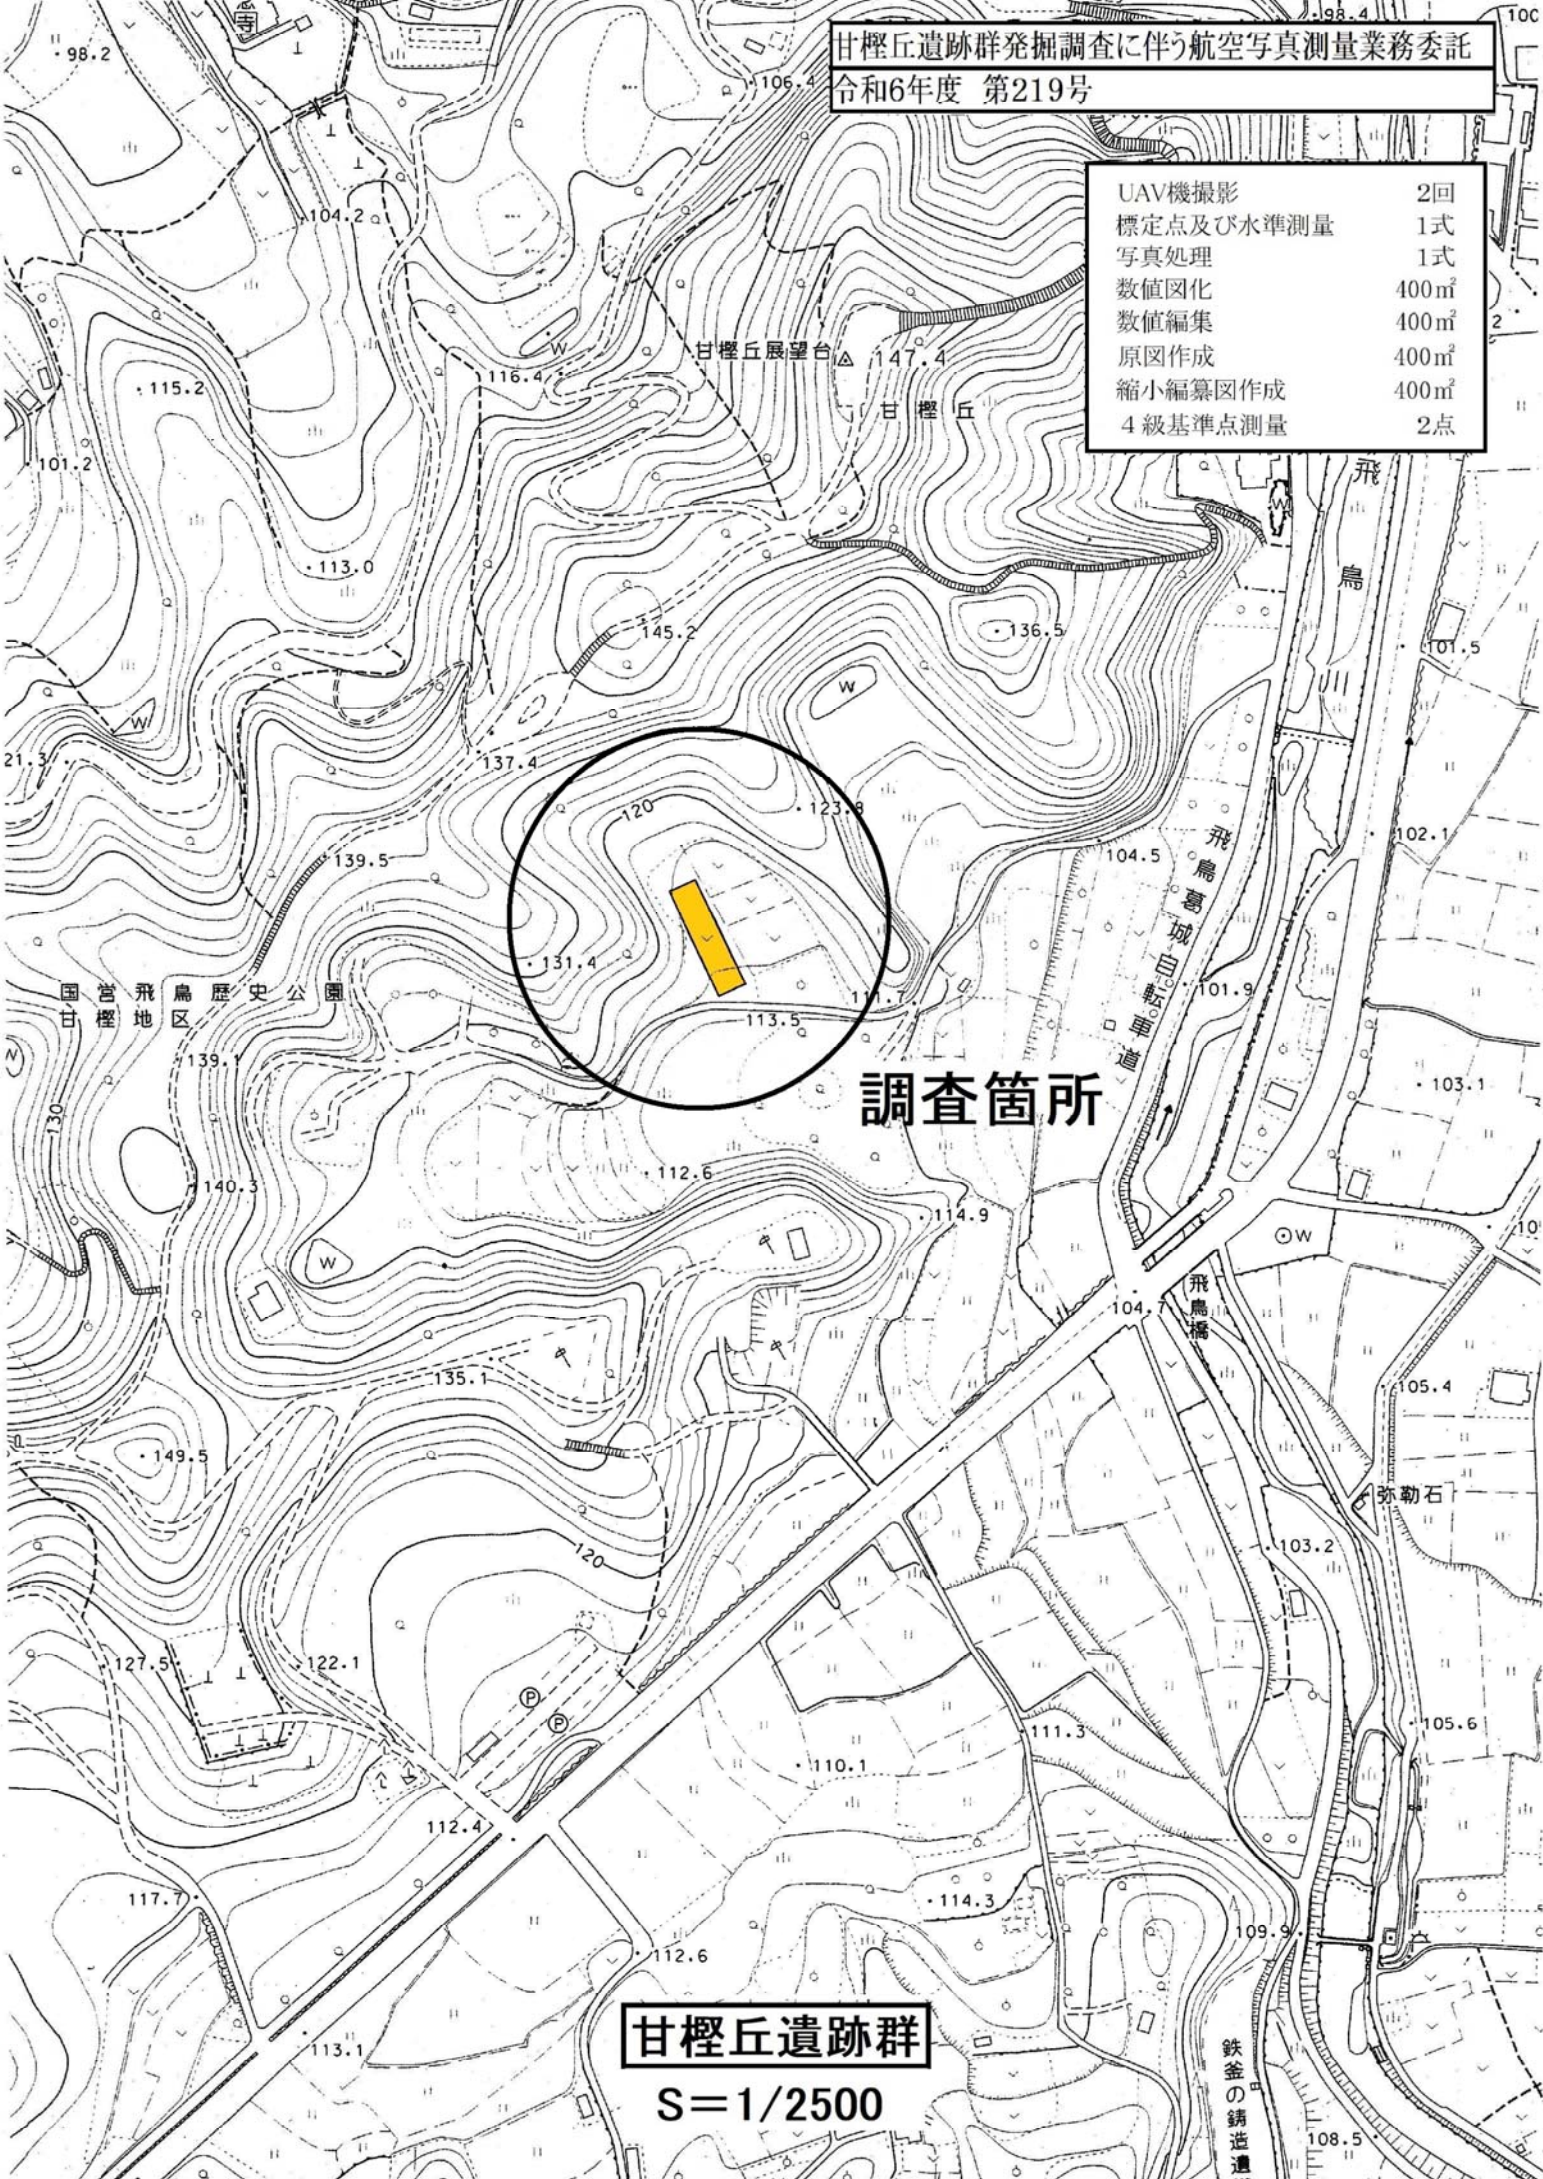 甘樫丘遺跡群発掘調査に伴う航空写真測量業務委託
令和6年度 第219号
UAV機撮影 2回
標定点及び水準測量 1式
写真処理 1式
数値図化 400㎡
数値編集 400㎡
原図作成 400㎡
縮小編纂図作成 400㎡
4級基準点測量 2点
98.2
98.4
106.4
104.2
W
甘樫丘展望台 147.4
甘樫丘
116.4
115.2
101.2
113.0
飛鳥川
W
145.2
136.5
101.5
W
W
21.3
137.4
120
123.8
102.1
139.5
104.5
飛鳥葛城自転車道
131.4
国営飛鳥歴史公園
甘樫地区
111.7
101.9
113.5
139.1
W
調査箇所
103.1
130
112.6
140.3
114.9
W
W
104.7
飛鳥橋
135.1
105.4
149.5
弥勒石
120
103.2
127.5
122.1
P
P
111.3
105.6
110.1
112.4
117.7
114.3
112.6
109.9
113.1
甘樫丘遺跡群
S=1/2500
鉄釜の鋳造遺
108.5